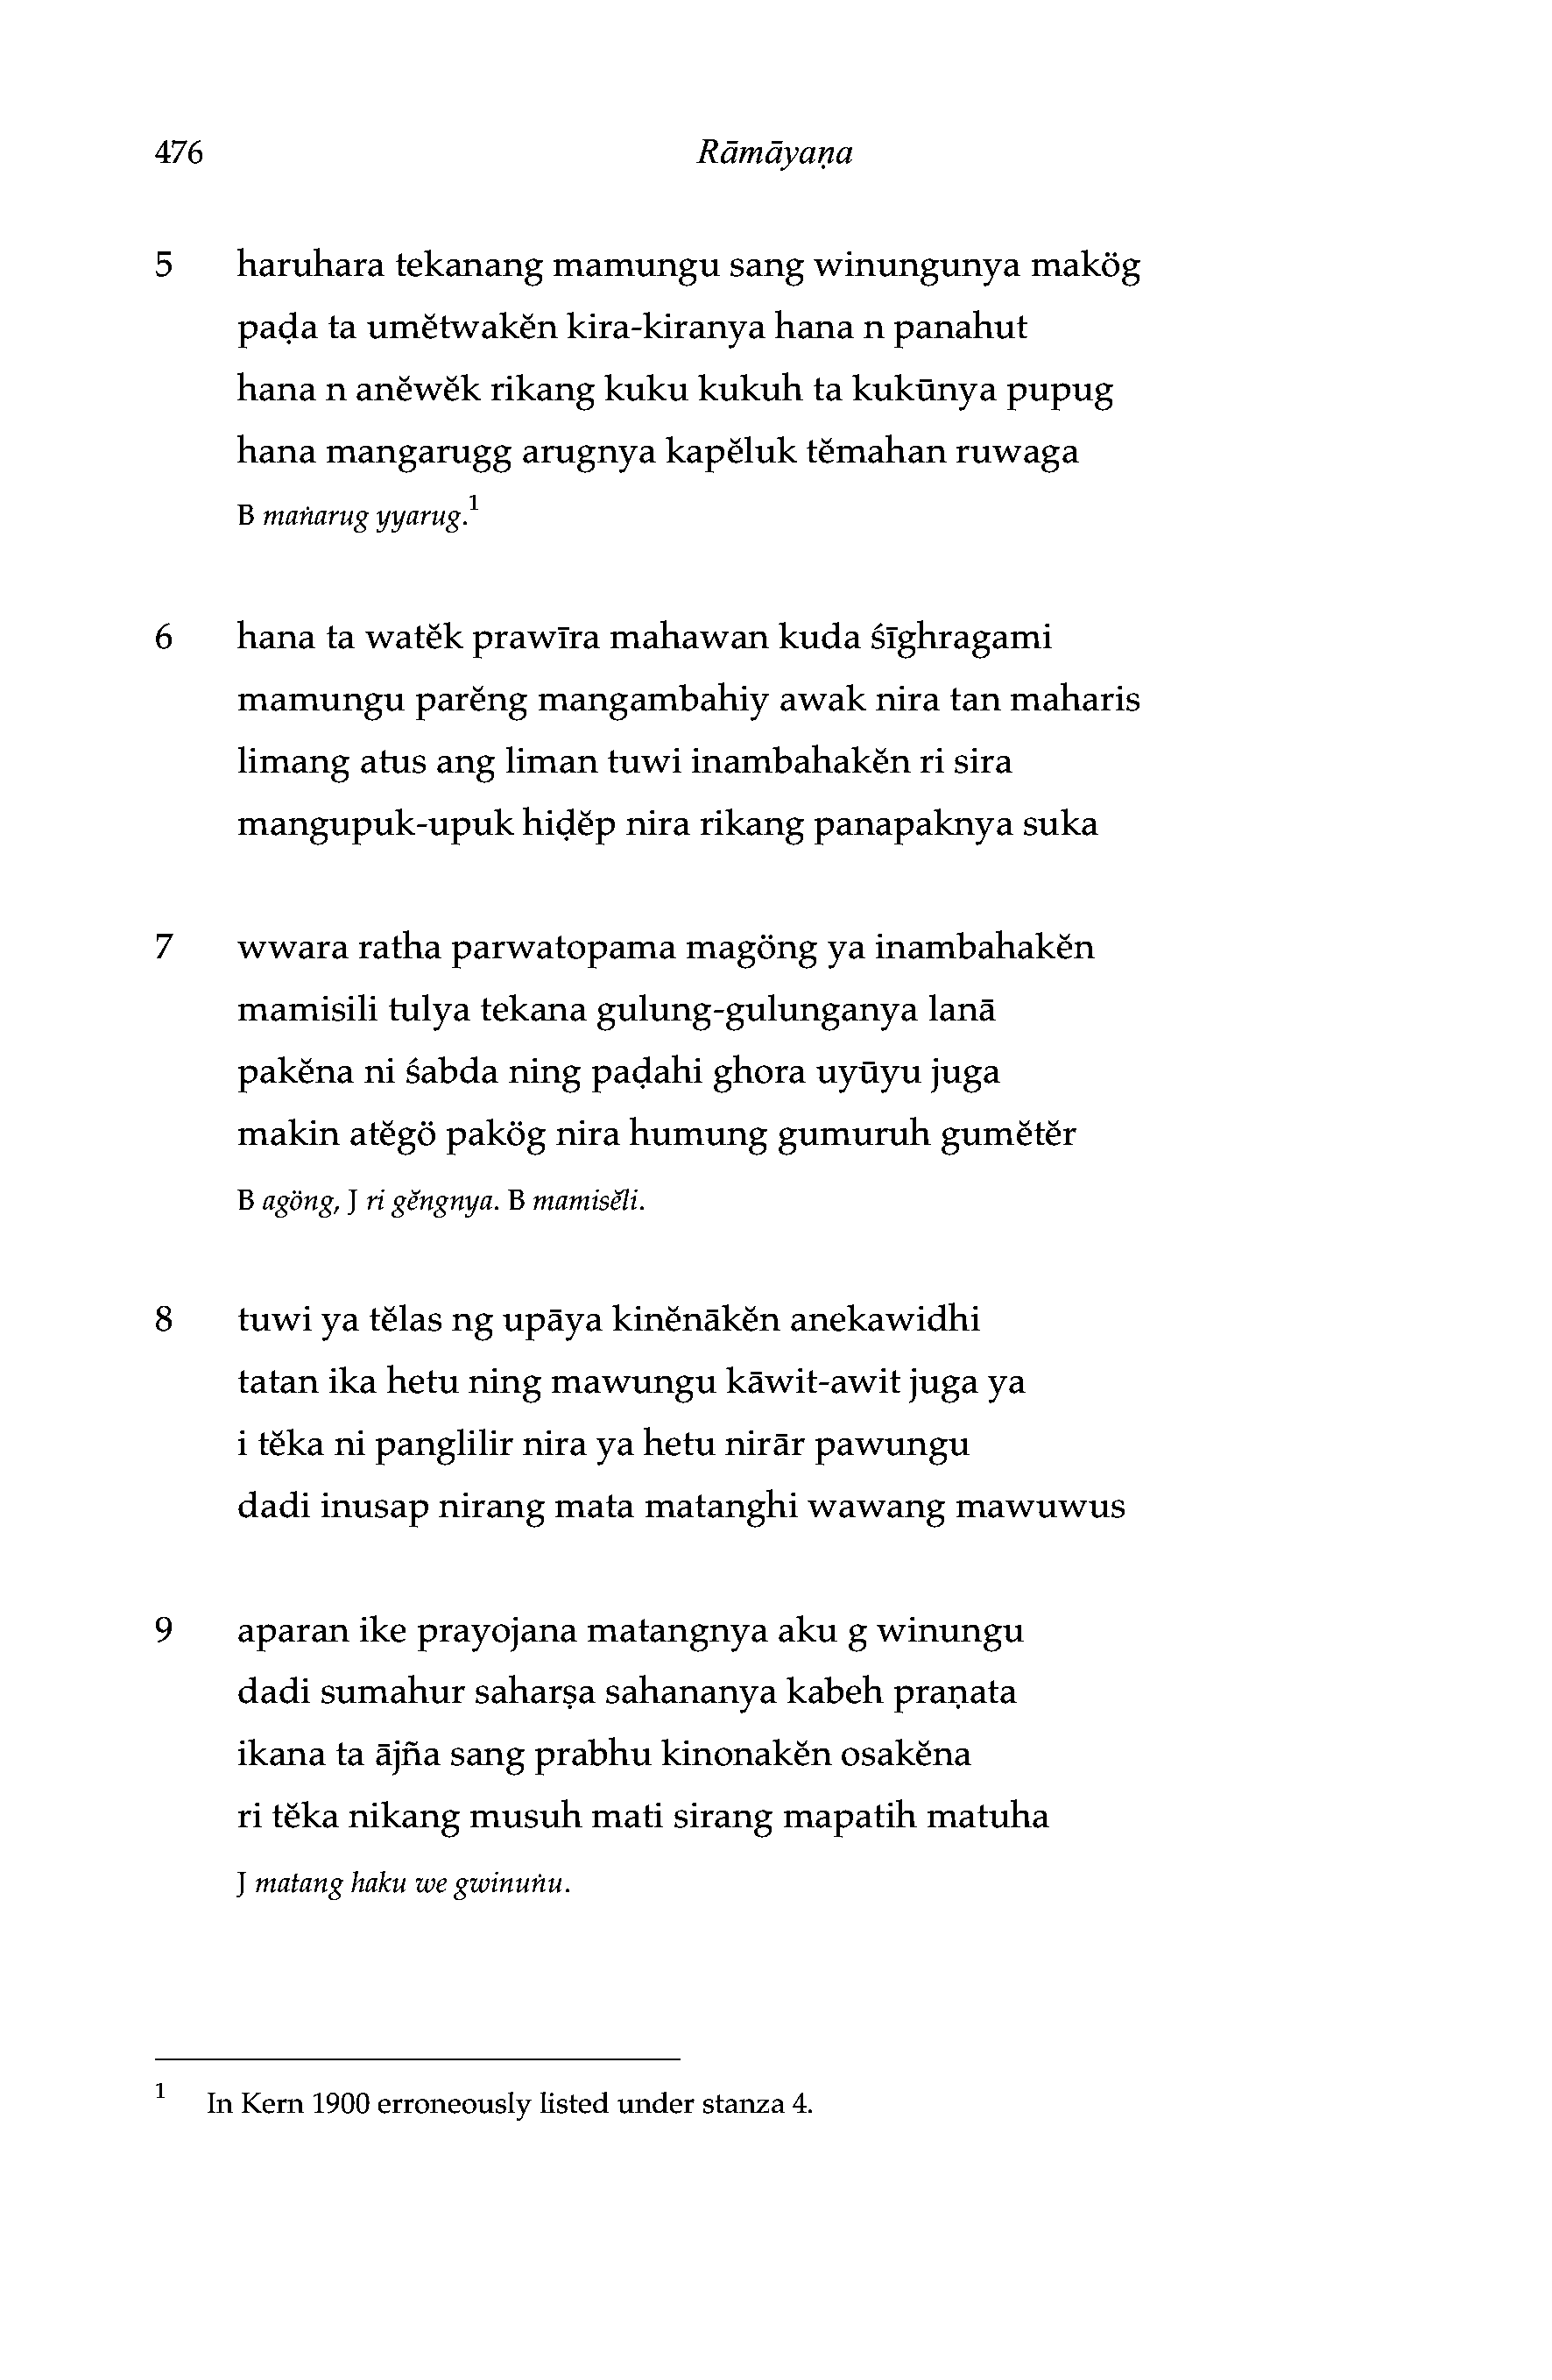 476 Rāmāyaṇa
5 haruhara tekanang mamungu sang winungunya makög
paḍa ta umĕtwakĕn kira-kiranya hana n panahut
hana n anĕwĕk rikang kuku kukuh ta kukūnya pupug
hana mangarugg arugnya kapĕluk tĕmahan ruwaga
B maṅarug yyarug.1
6 hana ta watĕk prawīra mahawan kuda śīghragami
mamungu parĕng mangambahiy awak nira tan maharis
limang atus ang liman tuwi inambahakĕn ri sira
mangupuk-upuk hiḍĕp nira rikang panapaknya suka
7 wwara ratha parwatopama magöng ya inambahakĕn
mamisili tulya tekana gulung-gulunganya lanā
pakĕna ni śabda ning paḍahi ghora uyūyu juga
makin atĕgö pakög nira humung gumuruh gumĕtĕr
B agöng, J ri gĕngnya. B mamisĕli.
8 tuwi ya tĕlas ng upāya kinĕnākĕn anekawidhi
tatan ika hetu ning mawungu kāwit-awit juga ya
i tĕka ni panglilir nira ya hetu nirār pawungu
dadi inusap nirang mata matanghi wawang mawuwus
9 aparan ike prayojana matangnya aku g winungu
dadi sumahur saharṣa sahananya kabeh praṇata
ikana ta ājña sang prabhu kinonakĕn osakĕna
ri tĕka nikang musuh mati sirang mapatih matuha
J matang haku we gwinuṅu.
1 In Kern 1900 erroneously listed under stanza 4.